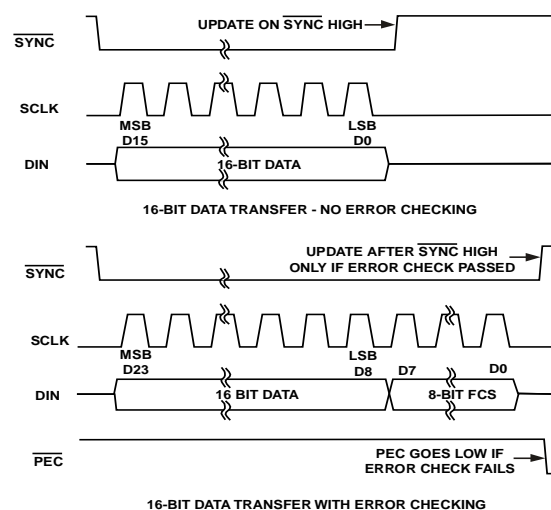 UPDATE ON SYNC HIGH
SYNC
SCLK
MSB LSB
D15 D0
DIN
16-BIT DATA
16-BIT DATA TRANSFER - NO ERROR CHECKING
UPDATE AFTER SYNC HIGH
ONLY IF ERROR CHECK PASSED
SYNC
SCLK
MSB LSB
D23 D8 D7 D0
DIN
16 BIT DATA 8-BIT FCS
PEC
PEC GOES LOW IF
ERROR CHECK FAILS
16-BIT DATA TRANSFER WITH ERROR CHECKING